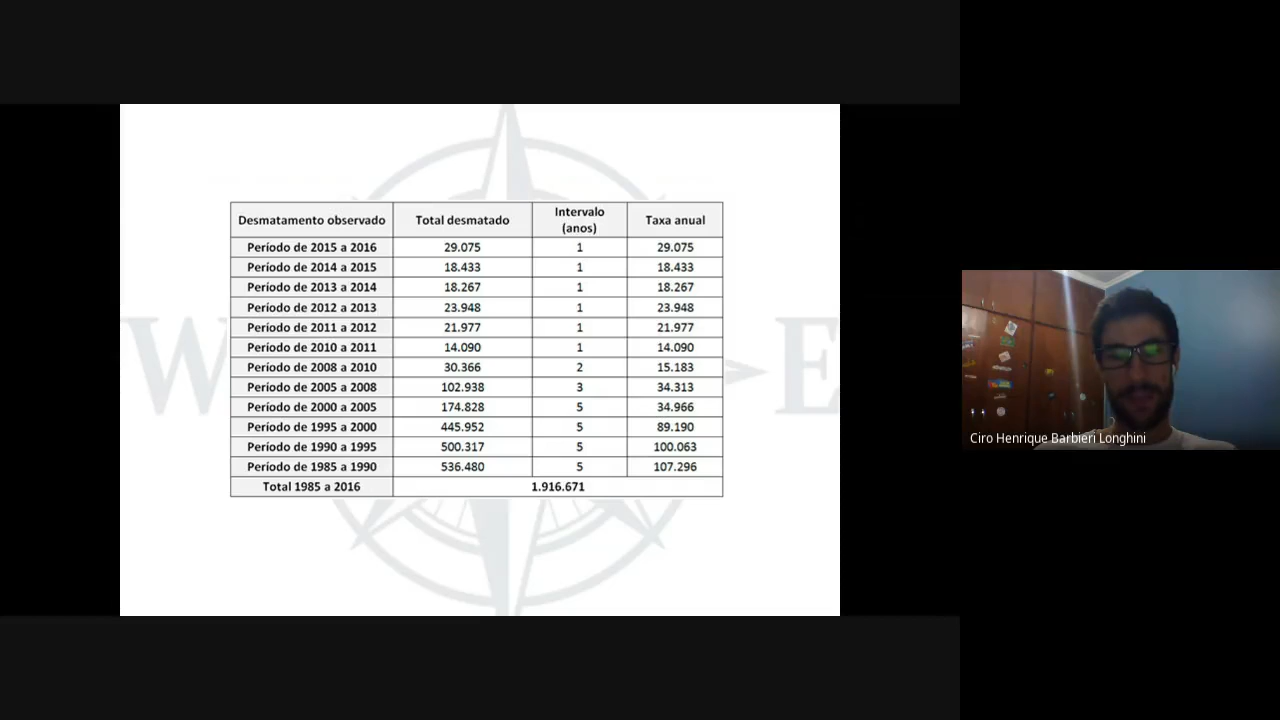 Desmatamento observado Total desmatado Intervalo (anos) Taxa anual
Período de 2015 a 2016 29.075 1 29.075
Período de 2014 a 2015 18.433 1 18.433
Período de 2013 a 2014 18.267 1 18.267
Período de 2012 a 2013 23.948 1 23.948
Período de 2011 a 2012 21.977 1 21.977
Período de 2010 a 2011 14.090 1 14.090
Período de 2008 a 2010 30.366 2 15.183
Período de 2005 a 2008 102.938 3 34.313
Período de 2000 a 2005 174.828 5 34.966
Período de 1995 a 2000 445.952 5 89.190
Período de 1990 a 1995 500.317 5 100.063
Período de 1985 a 1990 536.480 5 107.296
Total 1985 a 2016 1.916.671
W E
Ciro Henrique Barbieri Longhini